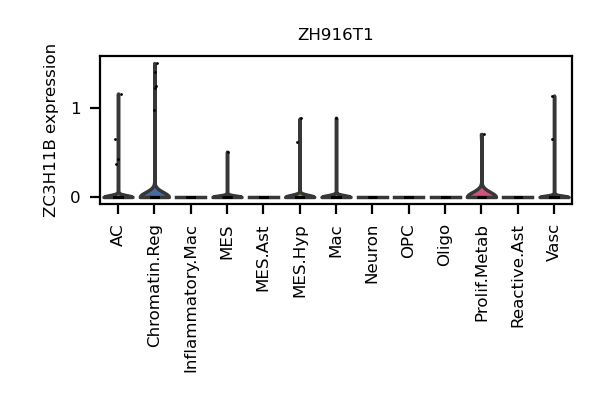 ZH916T1
ZC3H11B expression
1
0
AC
Chromatin.Reg
Inflammatory.Mac
MES
MES.Ast
MES.Hyp
Mac
Neuron
OPC
Oligo
Prolif.Metab
Reactive.Ast
Vasc